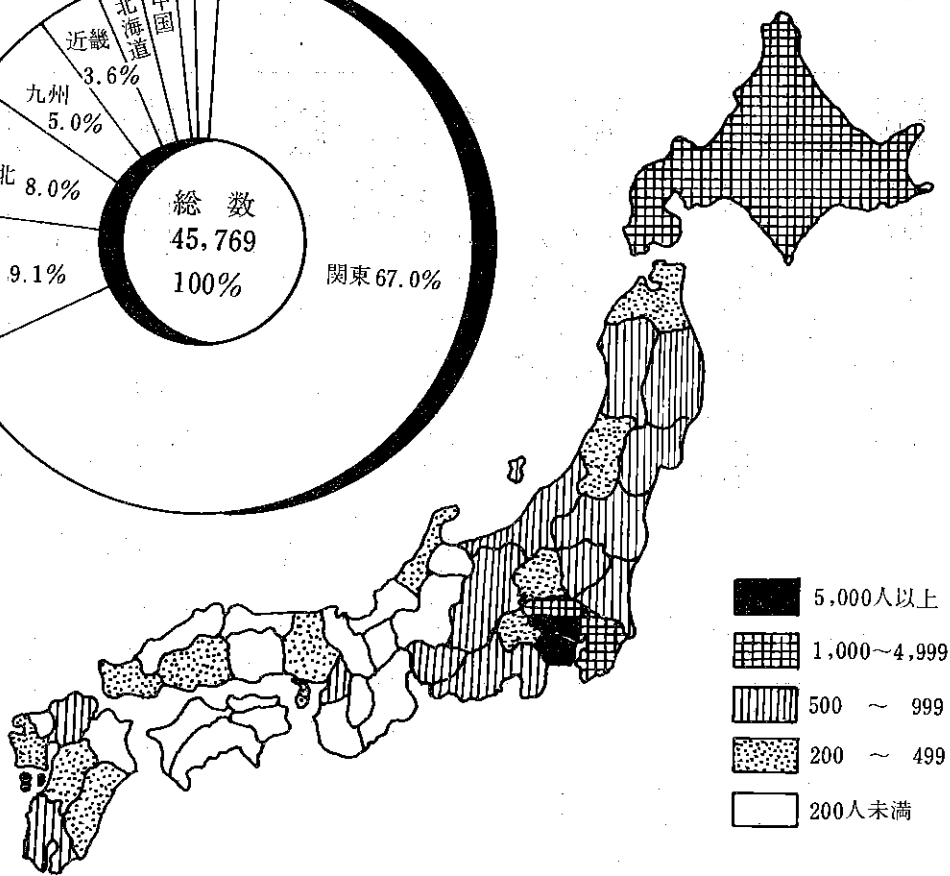 北海道
中国
近畿
3.6%
九州
5.0%
北 8.0%
9.1%
総数
45,769
100%
関東67.0%
5,000人以上
1,000～4,999
500 ～ 999
200 ～ 499
200人未満